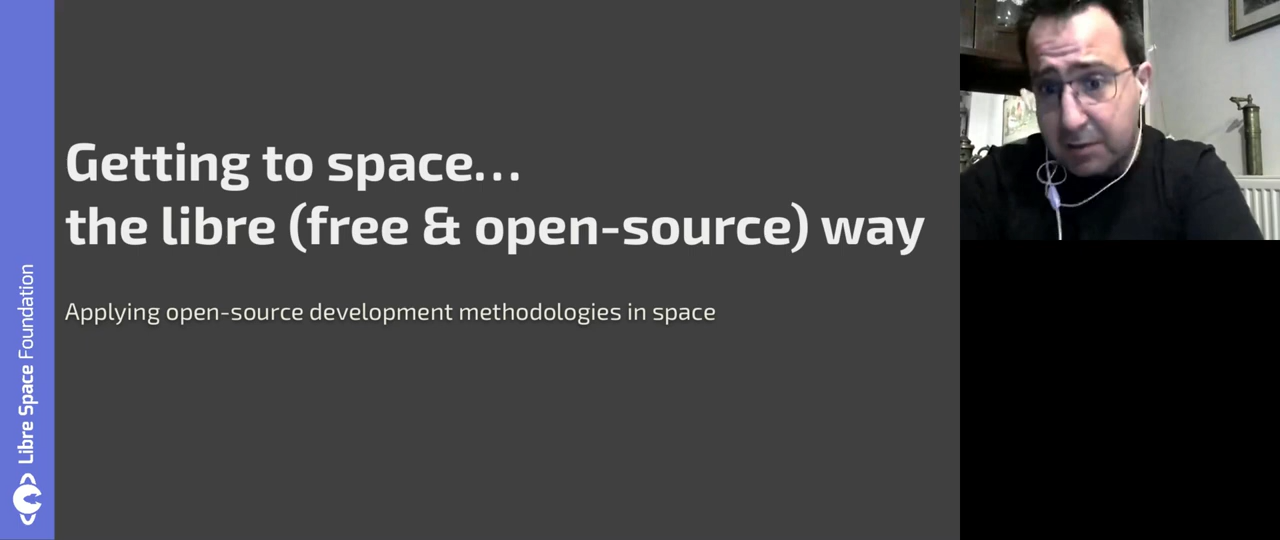 Getting to space...
the libre (free & open-source) way
Applying open-source development methodologies in space
Libre Space Foundation